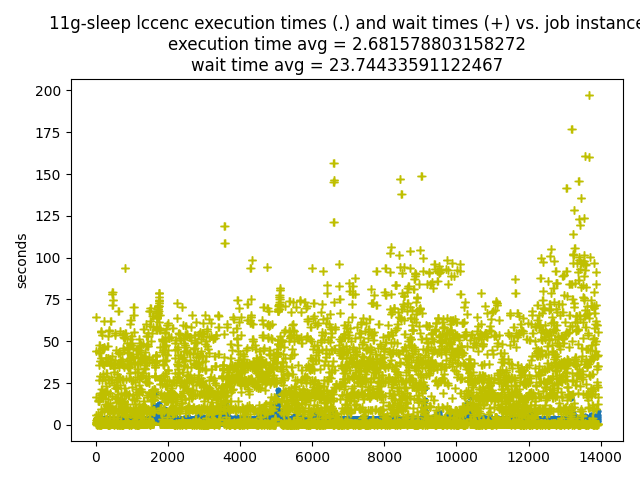 11g-sleep lccenc execution times (.) and wait times (+) vs. job instance
execution time avg = 2.681578803158272
wait time avg = 23.74433591122467
200
175
150
125
100
75
50
25
0
seconds
0 2000 4000 6000 8000 10000 12000 14000